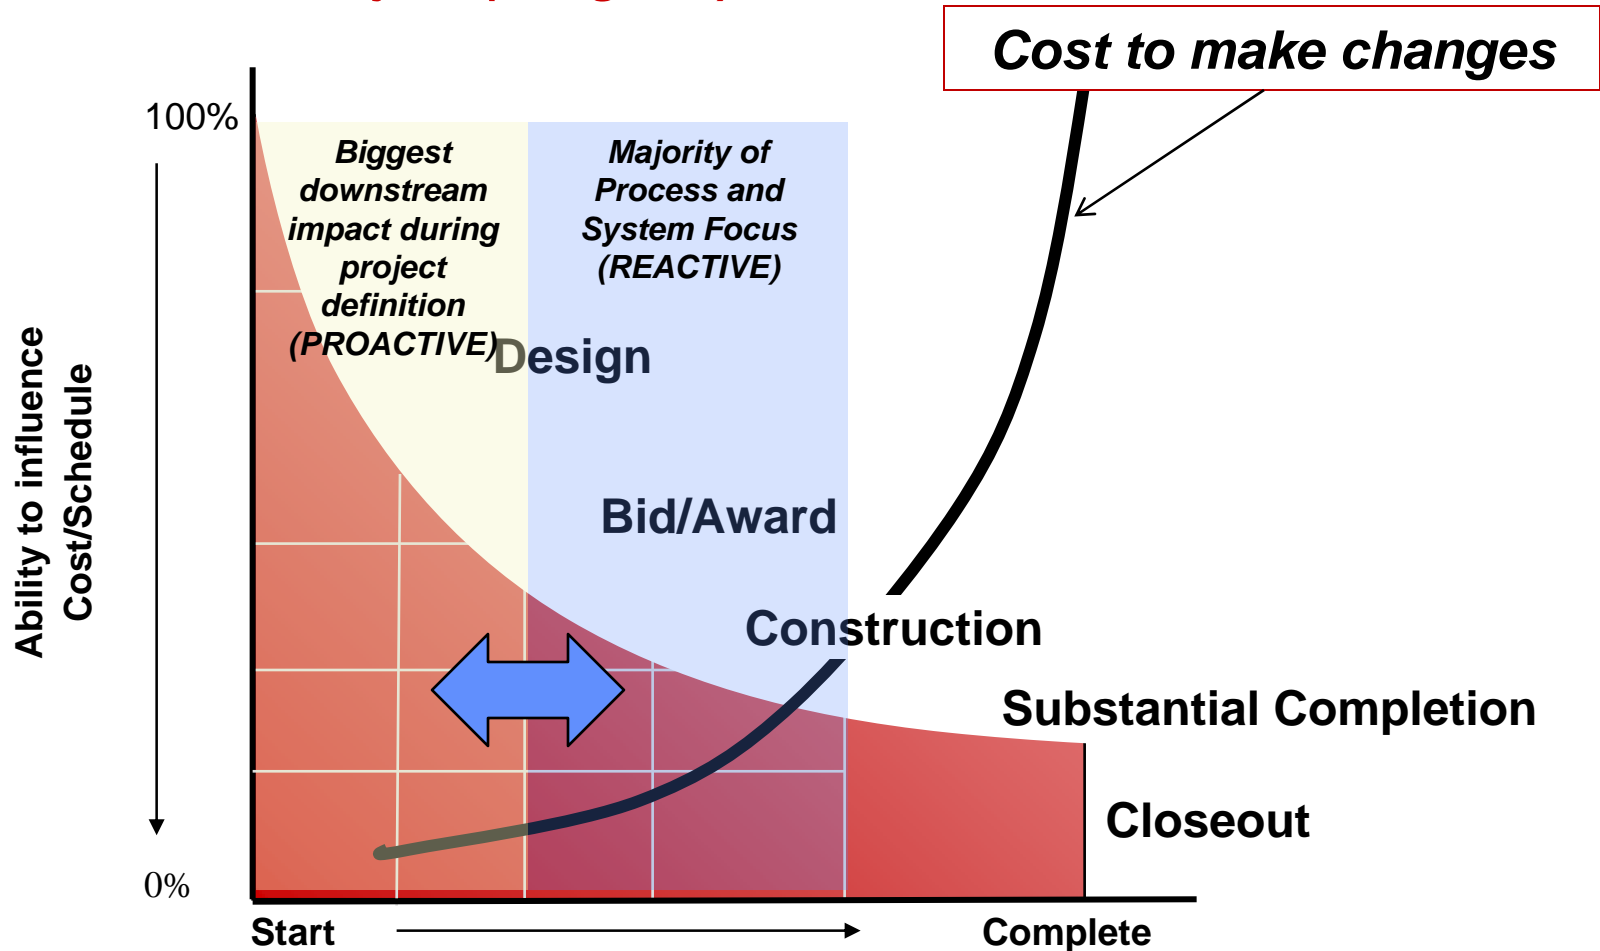 Cost to make changes
100%
Biggest
downstream
impact during
project
definition
(PROACTIVE)
Majority of
Process and
System Focus
(REACTIVE)
Design
Ability to influence
Cost/Schedule
Bid/Award
Construction
Substantial Completion
Closeout
0%
Start
Complete